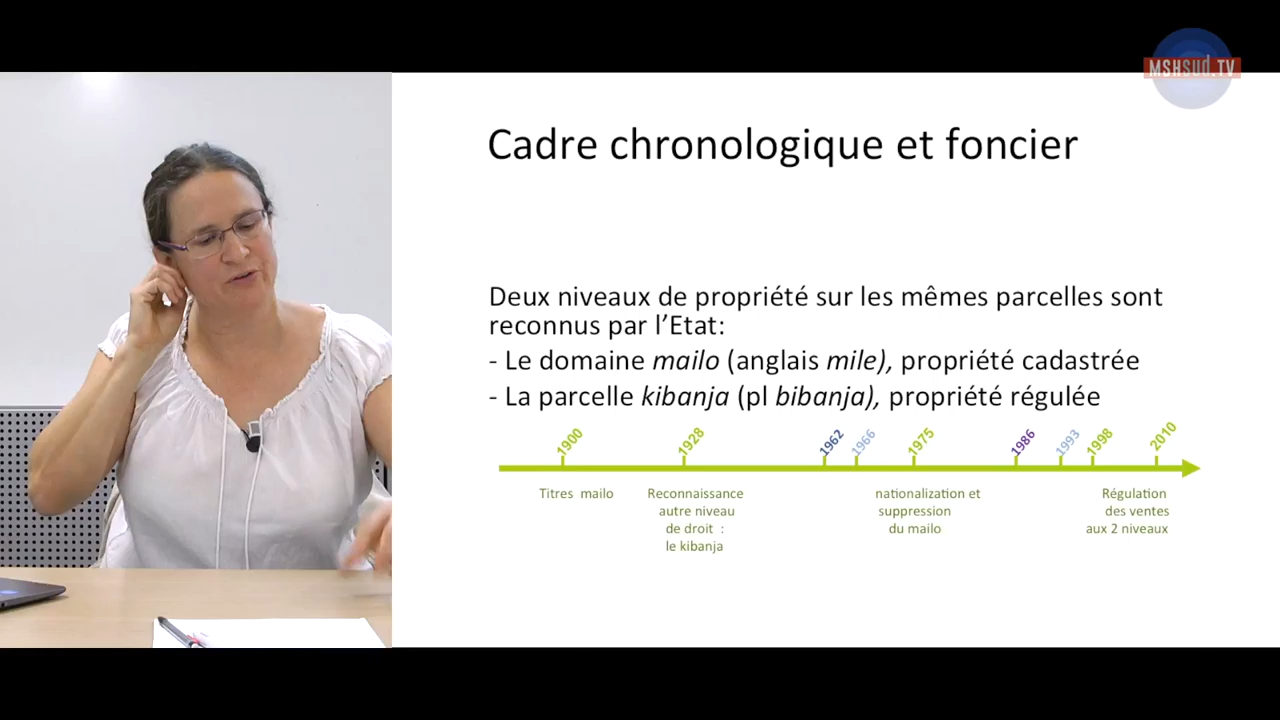 MSHsud.TV
Cadre chronologique et foncier
Deux niveaux de propriété sur les mêmes parcelles sont
reconnus par l’Etat:
- Le domaine mailo (anglais mile), propriété cadastrée
- La parcelle kibanja (pl bibanja), propriété régulée
1900 1928 1962 1966 1975 1986 1993 1998 2010
Titres mailo
Reconnaissance
autre niveau
de droit :
le kibanja
nationalization et
suppression
du mailo
Régulation
des ventes
aux 2 niveaux